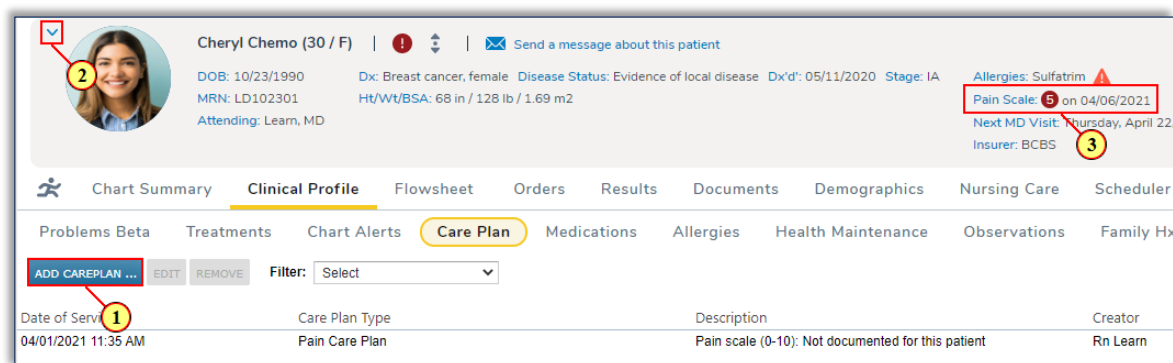 Cheryl Chemo (30 / F) | ! | Send a message about this patient
DOB: 10/23/1990 Dx: Breast cancer, female Disease Status: Evidence of local disease Dx'd': 05/11/2020 Stage: IA Allergies: Sulfatrim
MRN: LD102301 Ht/Wt/BSA: 68 in / 128 lb / 1.69 m2 Pain Scale: 5 on 04/06/2021
Attending: Learn, MD Next MD Visit: Thursday, April 22
Insurer: BCBS
2
3
Chart Summary Clinical Profile Flowsheet Orders Results Documents Demographics Nursing Care Scheduler
Problems Beta Treatments Chart Alerts Care Plan Medications Allergies Health Maintenance Observations Family Hx
ADD CAREPLAN ... EDIT REMOVE Filter: Select
1
Date of Servi Care Plan Type Description Creator
04/01/2021 11:35 AM Pain Care Plan Pain scale (0-10): Not documented for this patient Rn Learn